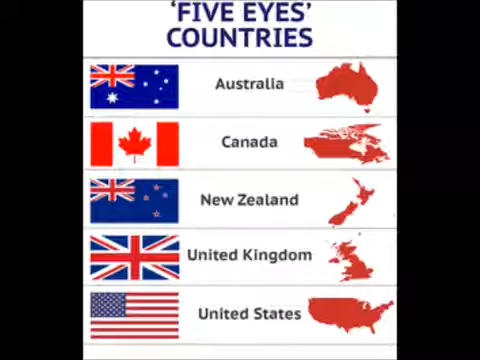 ‘FIVE EYES’
COUNTRIES
Australia
Canada
New Zealand
United Kingdom
United States